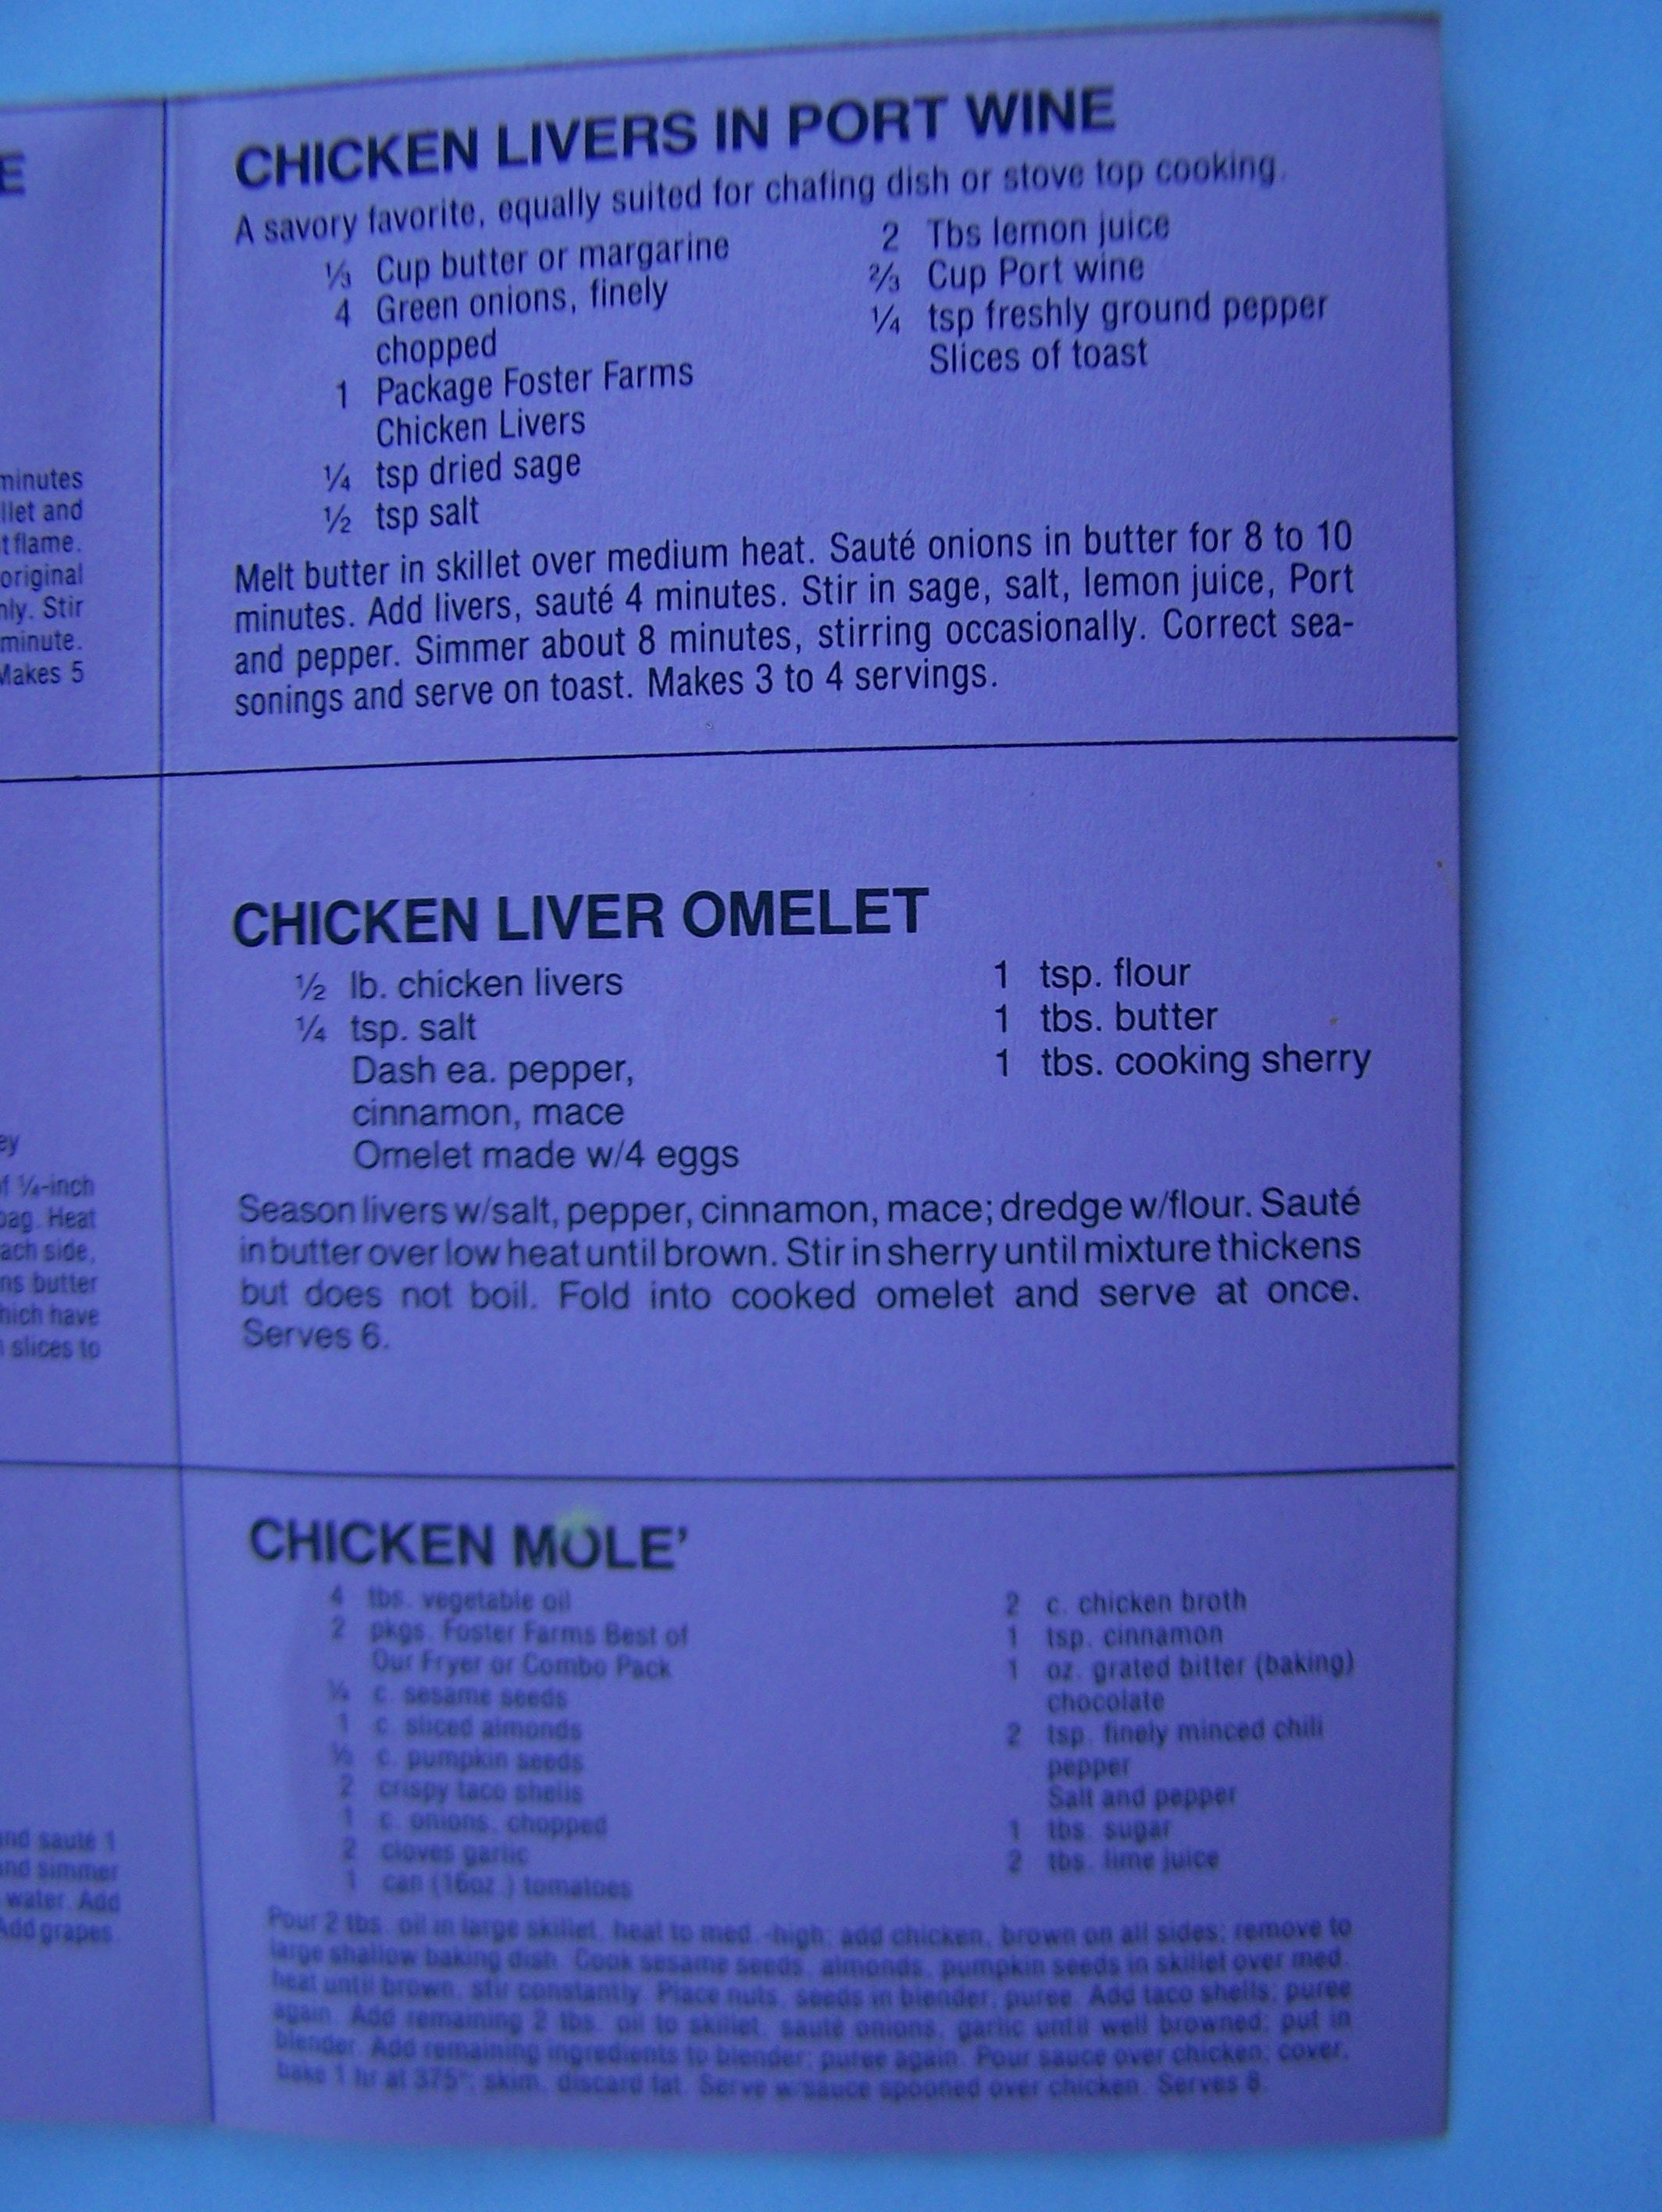 E
minutes
llet and
t flame.
original
nly. Stir
minute.
Makes 5
ey
f ¼-inch
bag. Heat
ach side,
ns butter
hich have
slices to
and sauté 1
and simmer
water. Add
Add grapes.
CHICKEN LIVERS IN PORT WINE
A savory favorite, equally suited for chafing dish or stove top cooking.
⅓ Cup butter or margarine
4 Green onions, finely
chopped
1 Package Foster Farms
Chicken Livers
¼ tsp dried sage
½ tsp salt
2 Tbs lemon juice
⅔ Cup Port wine
¼ tsp freshly ground pepper
Slices of toast
Melt butter in skillet over medium heat. Sauté onions in butter for 8 to 10
minutes. Add livers, sauté 4 minutes. Stir in sage, salt, lemon juice, Port
and pepper. Simmer about 8 minutes, stirring occasionally. Correct sea-
sonings and serve on toast. Makes 3 to 4 servings.
CHICKEN LIVER OMELET
½ lb. chicken livers
¼ tsp. salt
Dash ea. pepper,
cinnamon, mace
Omelet made w/4 eggs
1 tsp. flour
1 tbs. butter
1 tbs. cooking sherry
Season livers w/salt, pepper, cinnamon, mace; dredge w/flour. Sauté
in butter over low heat until brown. Stir in sherry until mixture thickens
but does not boil. Fold into cooked omelet and serve at once.
Serves 6.
CHICKEN MOLE'
4 tbs. vegetable oil
2 pkgs. Foster Farms Best of
Our Fryer or Combo Pack
c. sesame seeds
1 c. sliced almonds
c. pumpkin seeds
2 crispy taco shells
1 c. onions, chopped
2 cloves garlic
1 can (16oz.) tomatoes
2 c. chicken broth
1 tsp. cinnamon
1 oz. grated bitter (baking)
chocolate
2 tsp. finely minced chili
pepper
Salt and pepper
1 tbs. sugar
2 tbs. lime juice
Pour 2 tbs. oil in large skillet, heat to med.-high; add chicken, brown on all sides; remove to
large shallow baking dish. Cook sesame seeds, almonds, pumpkin seeds in skillet over med.
heat until brown, stir constantly. Place nuts, seeds in blender; puree. Add taco shells; puree
again. Add remaining 2 tbs. oil to skillet, sauté onions, garlic until well browned; put in
blender. Add remaining ingredients to blender; puree again. Pour sauce over chicken; cover,
bake 1 hr at 375°; skim, discard fat. Serve w/sauce spooned over chicken. Serves 8.